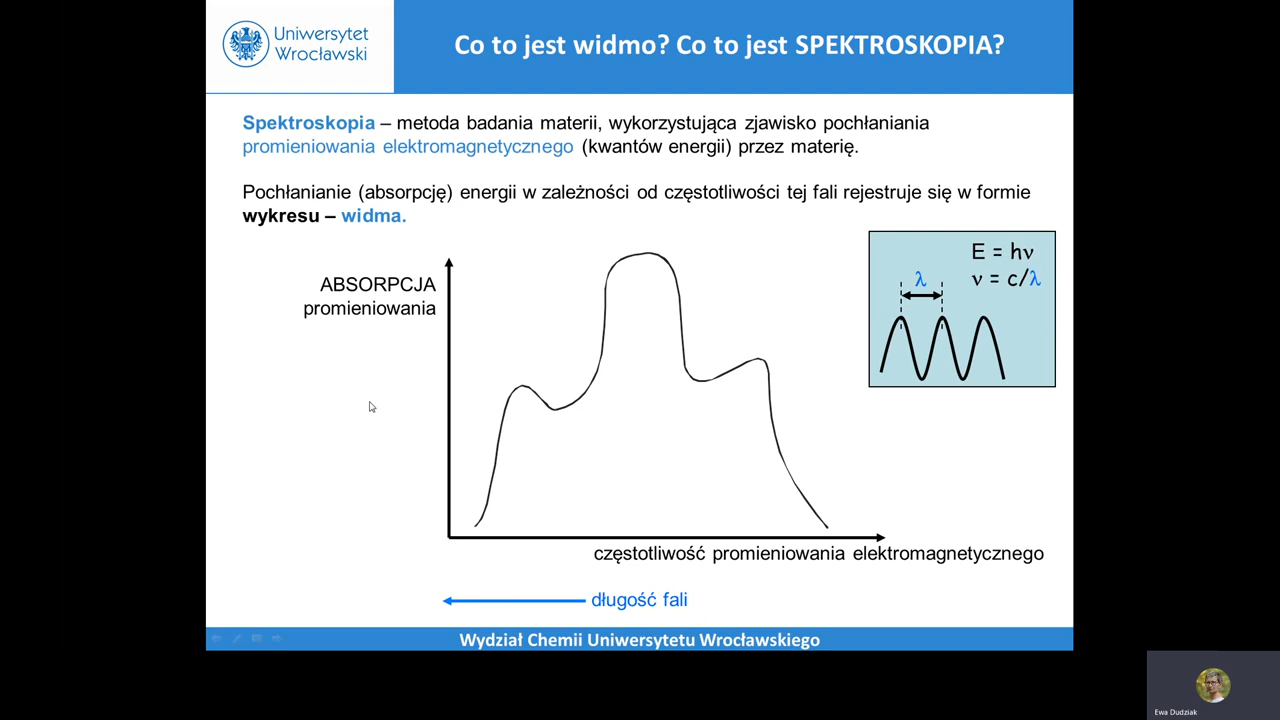 Uniwersytet
Wrocławski
Co to jest widmo? Co to jest SPEKTROSKOPIA?
Spektroskopia – metoda badania materii, wykorzystująca zjawisko pochłaniania
promieniowania elektromagnetycznego (kwantów energii) przez materię.
Pochłanianie (absorpcję) energii w zależności od częstotliwości tej fali rejestruje się w formie
wykresu – widma.
ABSORPCJA
promieniowania
E = hν
ν = c/λ
λ
częstotliwość promieniowania elektromagnetycznego
długość fali
Wydział Chemii Uniwersytetu Wrocławskiego
Ewa Dudziak